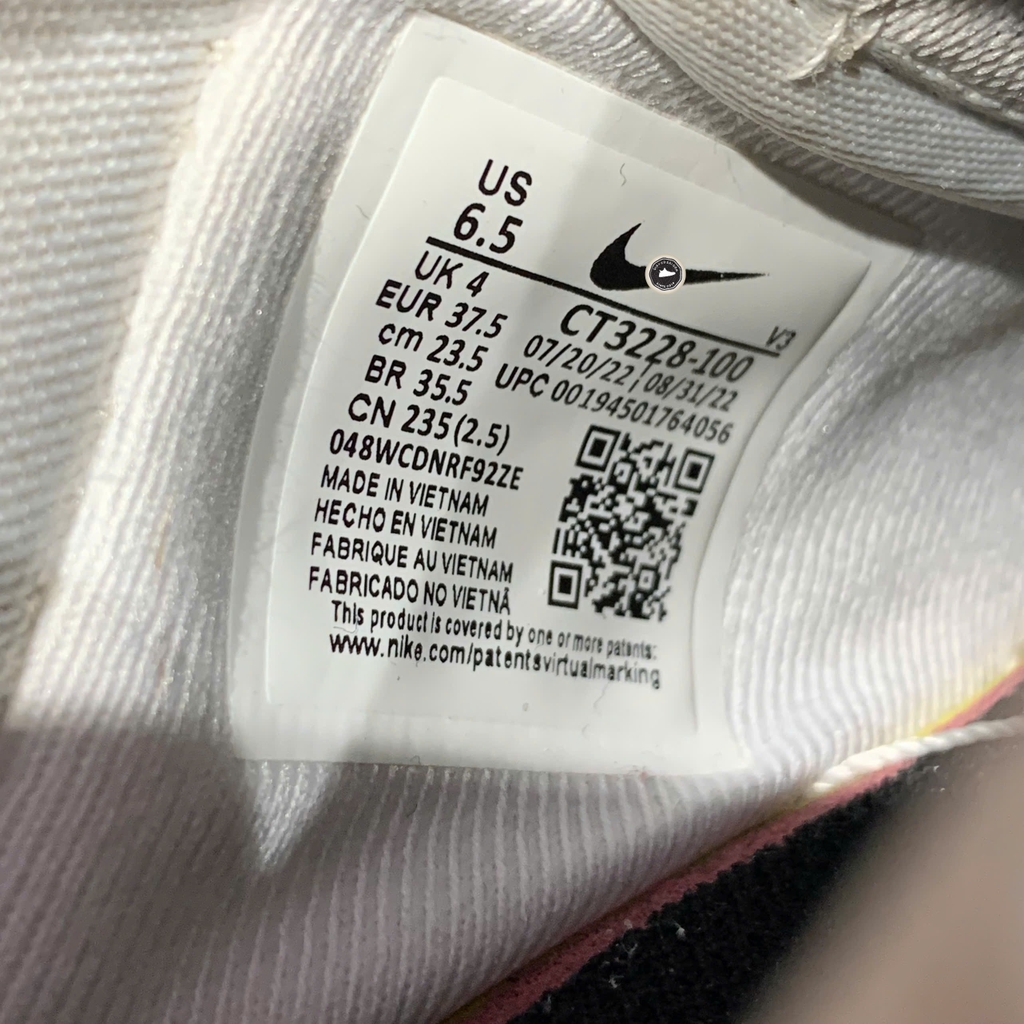 US
6.5
UK 4
EUR 37.5
cm 23.5
BR 35.5
CN 235(2.5)
048WCDNRF92ZE
V3
CT3228-100
07/20/22 08/31/22
UPC 00194501764056
MADE IN VIETNAM
HECHO EN VIETNAM
FABRIQUE AU VIETNAM
FABRICADO NO VIETNÃ
This product is covered by one or more patents:
www.nike.com/patentsvirtualmarking